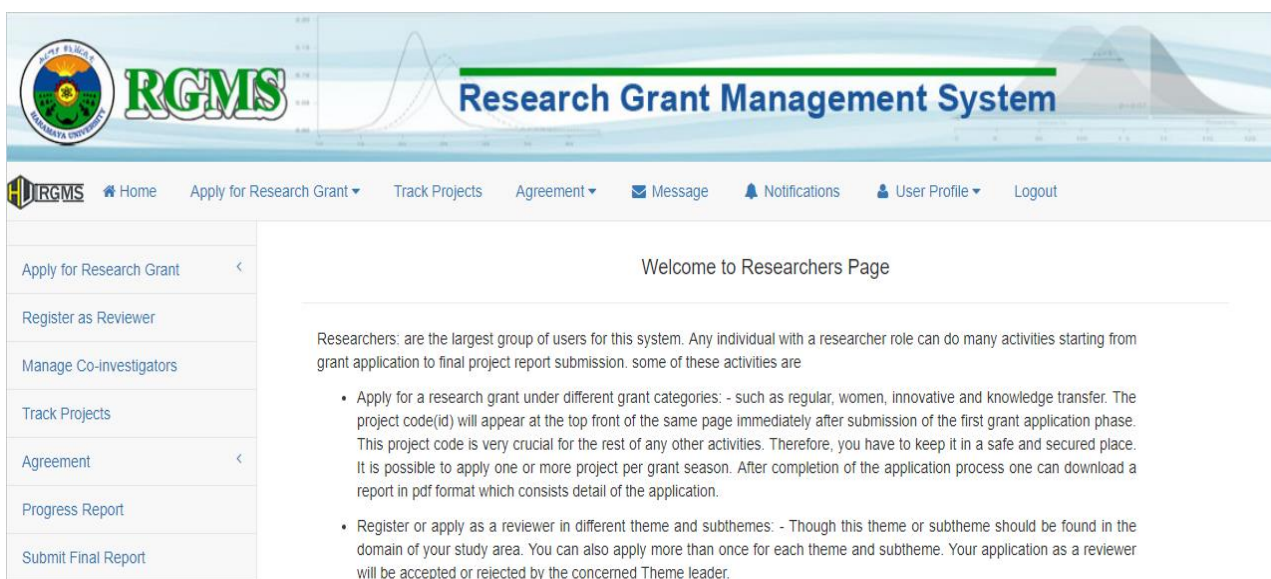 HARAMAYA UNIVERSITY
RGMS
Research Grant Management System
HURGMS Home Apply for Research Grant Track Projects Agreement Message Notifications User Profile Logout
Apply for Research Grant
Register as Reviewer
Manage Co-investigators
Track Projects
Agreement
Progress Report
Submit Final Report
Welcome to Researchers Page
Researchers: are the largest group of users for this system. Any individual with a researcher role can do many activities starting from
grant application to final project report submission. some of these activities are
• Apply for a research grant under different grant categories: - such as regular, women, innovative and knowledge transfer. The
project code(id) will appear at the top front of the same page immediately after submission of the first grant application phase.
This project code is very crucial for the rest of any other activities. Therefore, you have to keep it in a safe and secured place.
It is possible to apply one or more project per grant season. After completion of the application process one can download a
report in pdf format which consists detail of the application.
• Register or apply as a reviewer in different theme and subthemes: - Though this theme or subtheme should be found in the
domain of your study area. You can also apply more than once for each theme and subtheme. Your application as a reviewer
will be accepted or rejected by the concerned Theme leader.